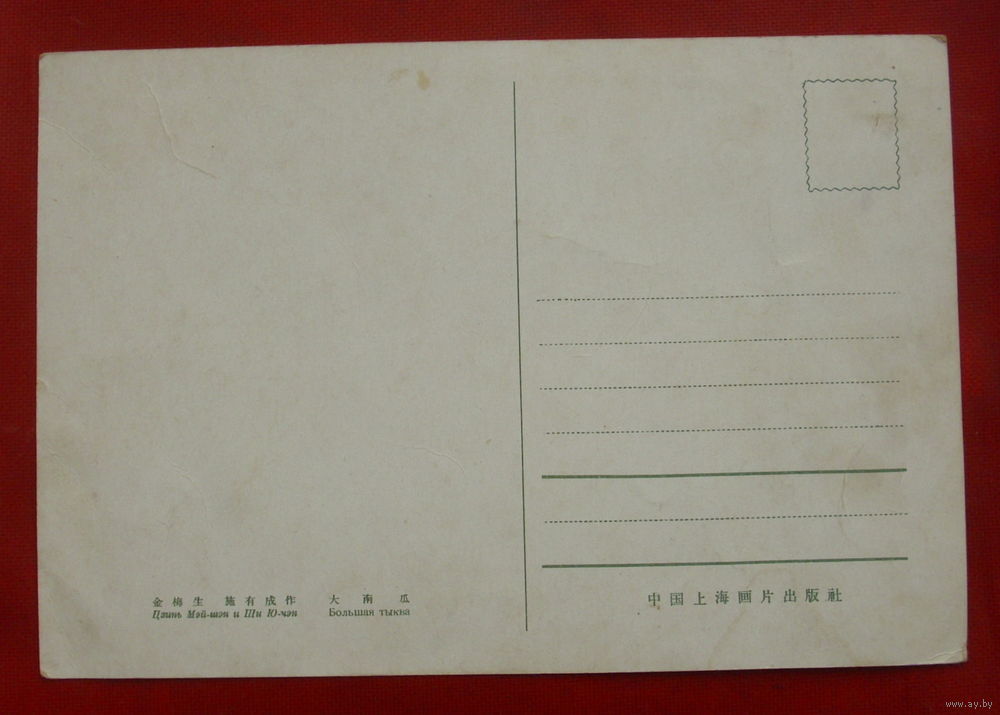 金梅生 施有成作 大南瓜
Цзинь Мэй-шэн и Ши Ю-чэн Большая тыква
中国上海画片出版社
www.ay.by